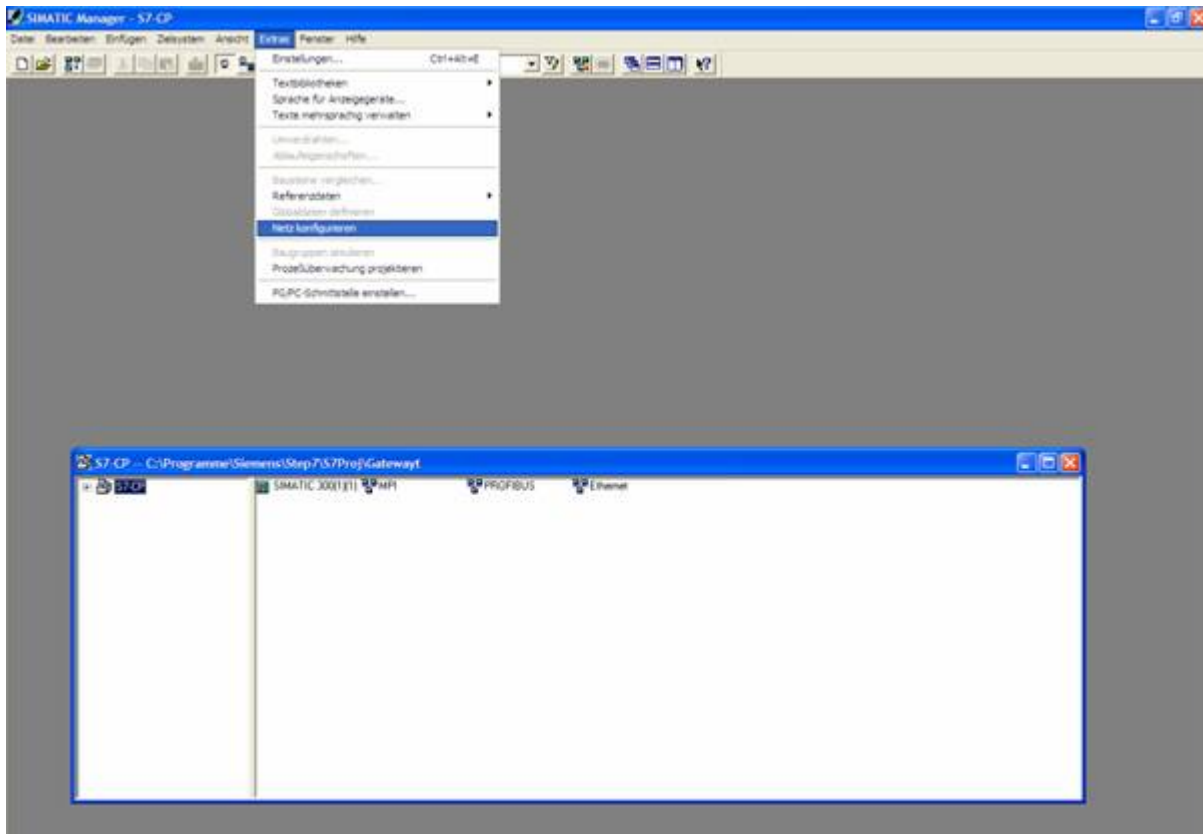 SIMATIC Manager - S7-CP
Datei Bearbeiten Einfügen Zielsystem Ansicht Extras Fenster Hilfe
Einstellungen... Ctrl+Alt+E
Textbibliotheken
Sprache für Anzeigegeräte...
Texte mehrsprachig verwalten
Umverdrahten...
Ablaufeigenschaften...
Bausteine vergleichen...
Referenzdaten
Globaldaten definieren
Netz konfigurieren
Baugruppen simulieren
Prozeßüberwachung projektieren
PG/PC-Schnittstelle einstellen...
S7-CP -- C:\Programme\Siemens\Step7\S7Proj\Gatewayt
S7-CP
SIMATIC 300(1)(1) MPI PROFIBUS Ethernet